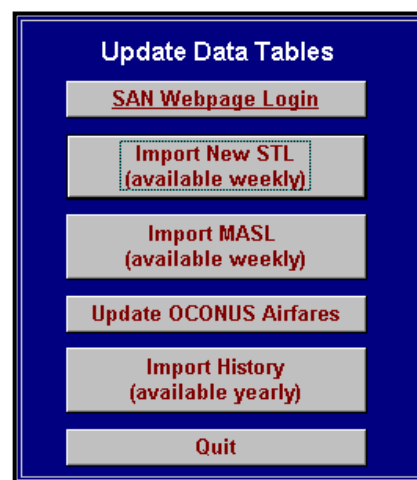 Update Data Tables
SAN Webpage Login
Import New STL
(available weekly)
Import MASL
(available weekly)
Update OCONUS Airfares
Import History
(available yearly)
Quit